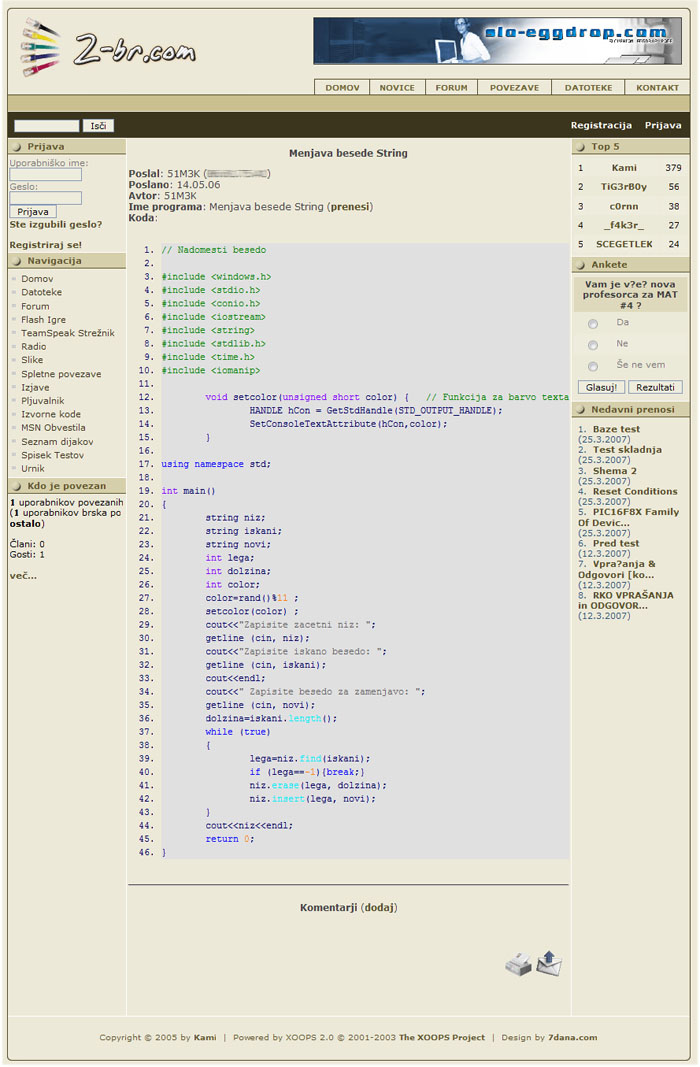 2-br.com
slo-eggdrop.com
DOMOV
NOVICE
FORUM
POVEZAVE
DATOTEKE
KONTAKT
Išči
Registracija
Prijava
Prijava
Uporabniško ime:
Geslo:
Prijava
Ste izgubili geslo?
Registriraj se!
Navigacija
Domov
Datoteke
Forum
Flash Igre
TeamSpeak Strežnik
Radio
Slike
Spletne povezave
Izjave
Pljuvalnik
Izvorne kode
MSN Obvestila
Seznam dijakov
Spisek Testov
Urnik
Kdo je povezan
1 uporabnikov povezanih
(1 uporabnikov brska po
ostalo)
Člani: 0
Gosti: 1
več...
Menjava besede String
Poslal: 51M3K ( )
Poslano: 14.05.06
Avtor: 51M3K
Ime programa: Menjava besede String (prenesi)
Koda:
1. // Nadomesti besedo
2.
3. #include <windows.h>
4. #include <stdio.h>
5. #include <conio.h>
6. #include <iostream>
7. #include <string>
8. #include <stdlib.h>
9. #include <time.h>
10. #include <iomanip>
11.
12. void setcolor(unsigned short color) { // Funkcija za barvo texta
13. HANDLE hCon = GetStdHandle(STD_OUTPUT_HANDLE);
14. SetConsoleTextAttribute(hCon,color);
15. }
16.
17. using namespace std;
18.
19. int main()
20. {
21. string niz;
22. string iskani;
23. string novi;
24. int lega;
25. int dolzina;
26. int color;
27. color=rand()%11 ;
28. setcolor(color) ;
29. cout<<"Zapisite zacetni niz: ";
30. getline (cin, niz);
31. cout<<"Zapisite iskano besedo: ";
32. getline (cin, iskani);
33. cout<<endl;
34. cout<<" Zapisite besedo za zamenjavo: ";
35. getline (cin, novi);
36. dolzina=iskani.length();
37. while (true)
38. {
39. lega=niz.find(iskani);
40. if (lega==-1){break;}
41. niz.erase(lega, dolzina);
42. niz.insert(lega, novi);
43. }
44. cout<<niz<<endl;
45. return 0;
46. }
Komentarji (dodaj)
Top 5
1 Kami 379
2 TiG3rB0y 56
3 c0rnn 38
4 _f4k3r_ 27
5 SCEGETLEK 24
Ankete
Vam je v?e? nova
profesorca za MAT
#4 ?
Da
Ne
Še ne vem
Glasuj!
Rezultati
Nedavni prenosi
1. Baze test
(25.3.2007)
2. Test skladnja
(25.3.2007)
3. Shema 2
(25.3.2007)
4. Reset Conditions
(25.3.2007)
5. PIC16F8X Family
Of Devic...
(25.3.2007)
6. Pred test
(12.3.2007)
7. Vpra?anja &
Odgovori [ko...
(12.3.2007)
8. RKO VPRAŠANJA
in ODGOVOR...
(12.3.2007)
Copyright © 2005 by Kami | Powered by XOOPS 2.0 © 2001-2003 The XOOPS Project | Design by 7dana.com